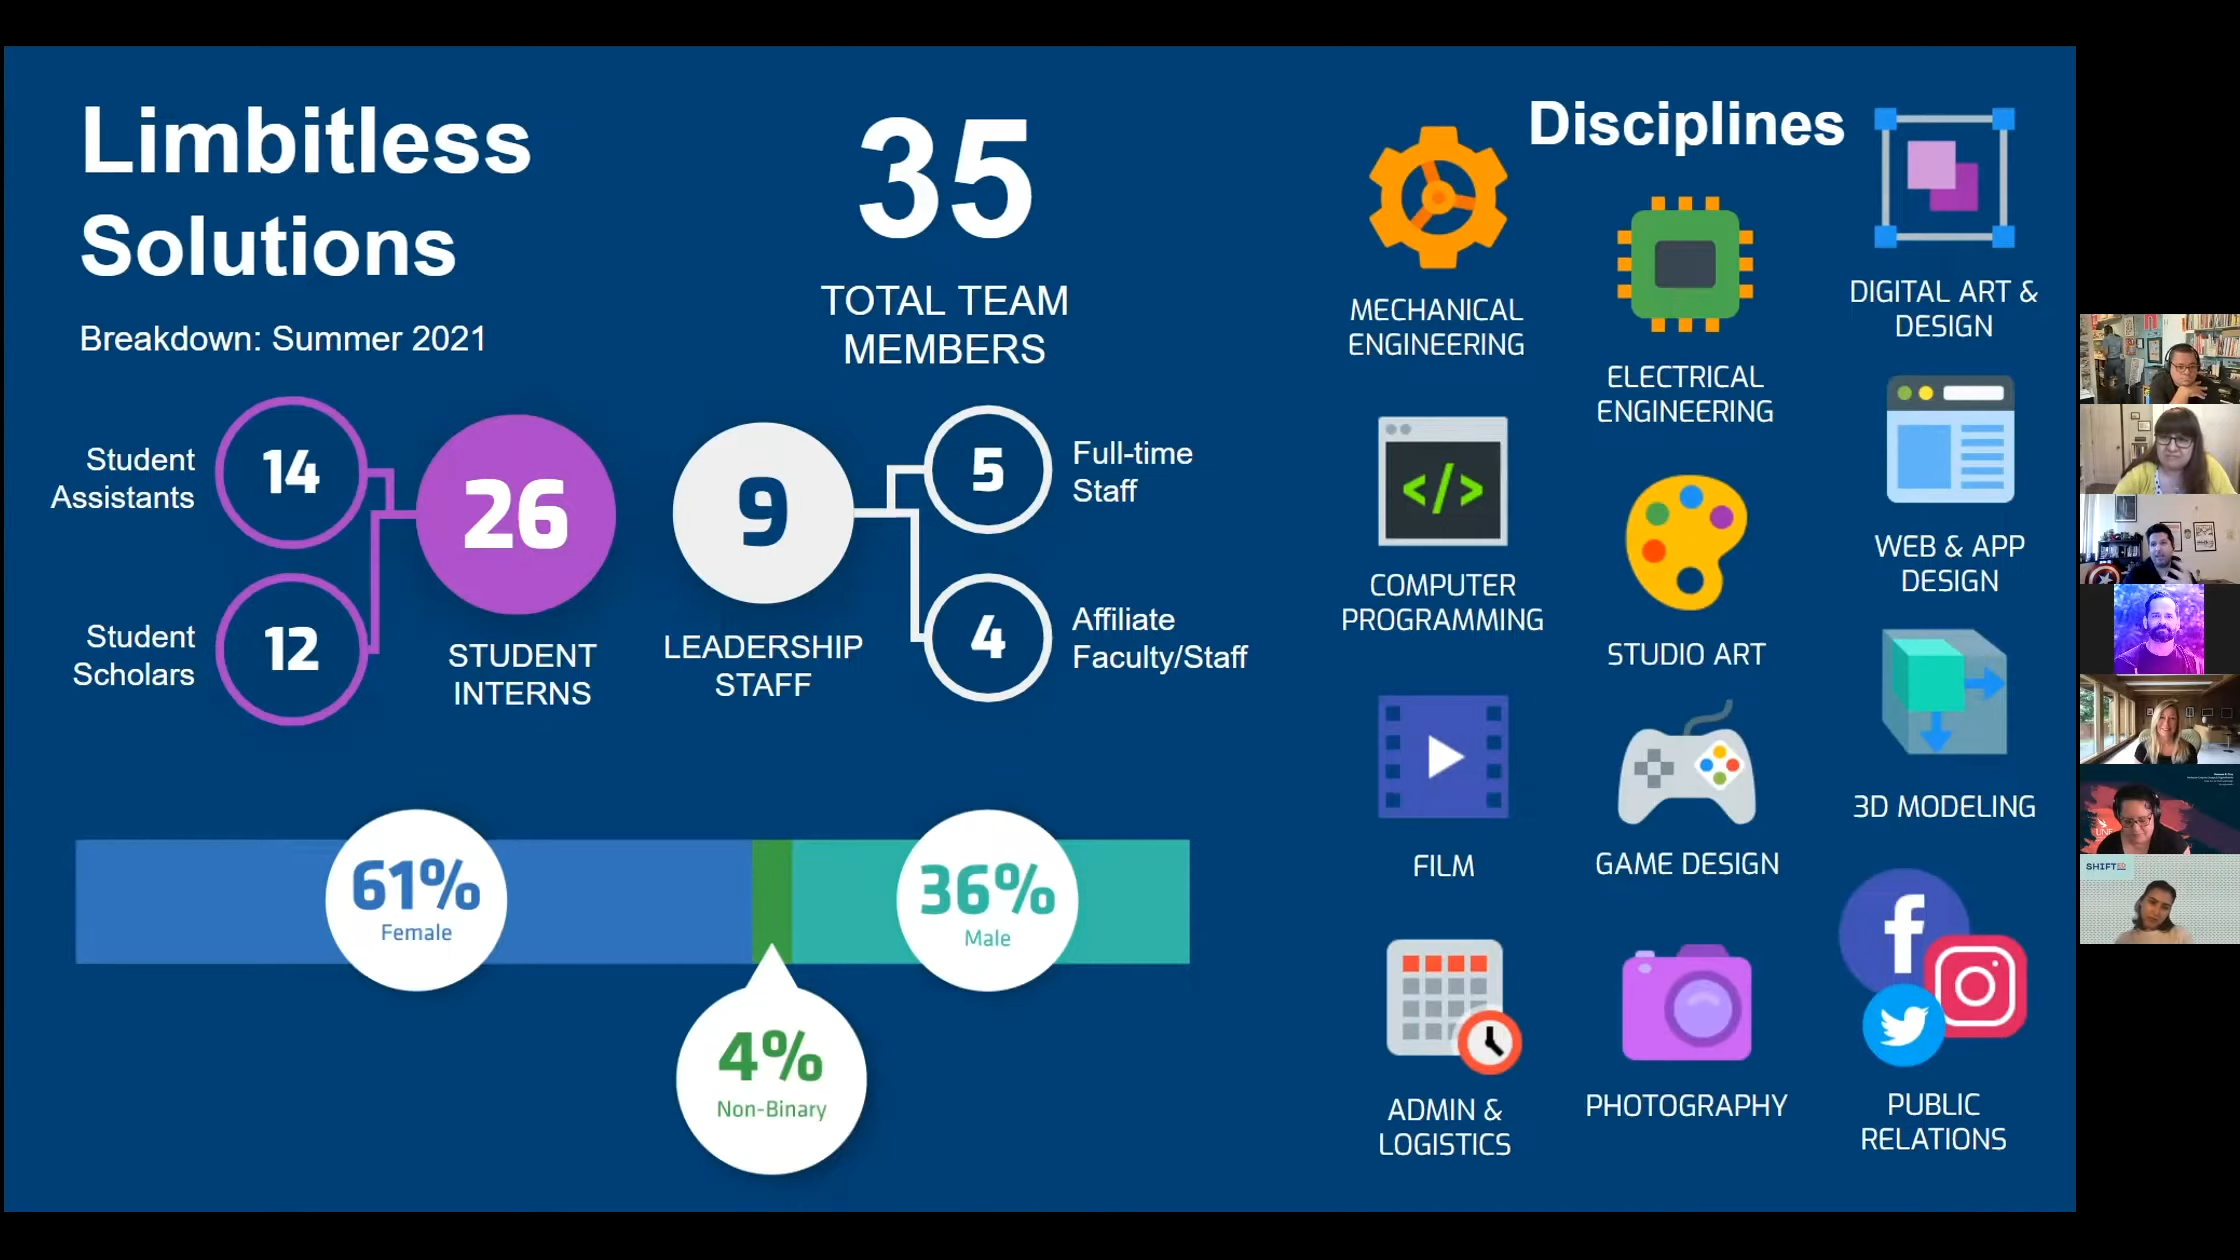 Limbitless
Solutions
Breakdown: Summer 2021
35
TOTAL TEAM
MEMBERS
Student
Assistants
14
Student
Scholars
12
26
STUDENT
INTERNS
9
LEADERSHIP
STAFF
5
Full-time
Staff
4
Affiliate
Faculty/Staff
61%
Female
36%
Male
4%
Non-Binary
Disciplines
MECHANICAL
ENGINEERING
ELECTRICAL
ENGINEERING
DIGITAL ART &
DESIGN
</>
COMPUTER
PROGRAMMING
STUDIO ART
WEB & APP
DESIGN
FILM
GAME DESIGN
3D MODELING
ADMIN &
LOGISTICS
PHOTOGRAPHY
f
PUBLIC
RELATIONS
UNF
SHIFTED